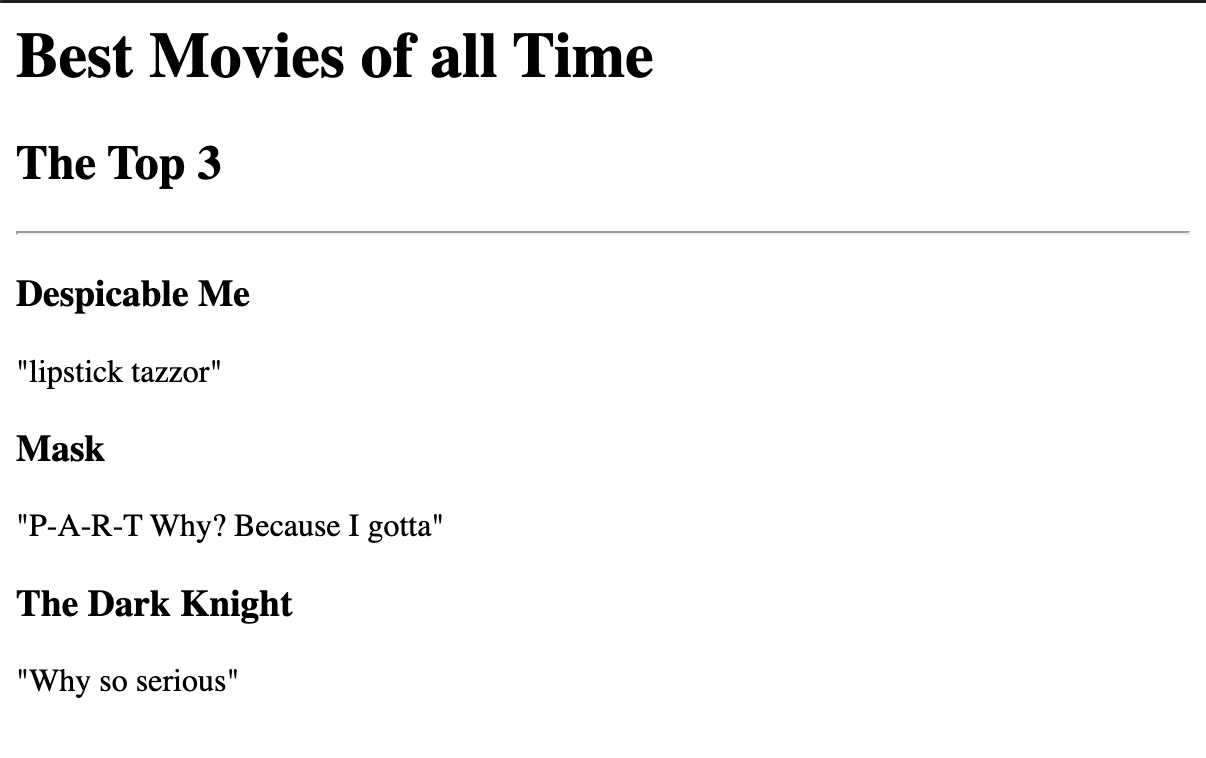 Best Movies of all Time
The Top 3
Despicable Me
"lipstick tazzor"
Mask
"P-A-R-T Why? Because I gotta"
The Dark Knight
"Why so serious"